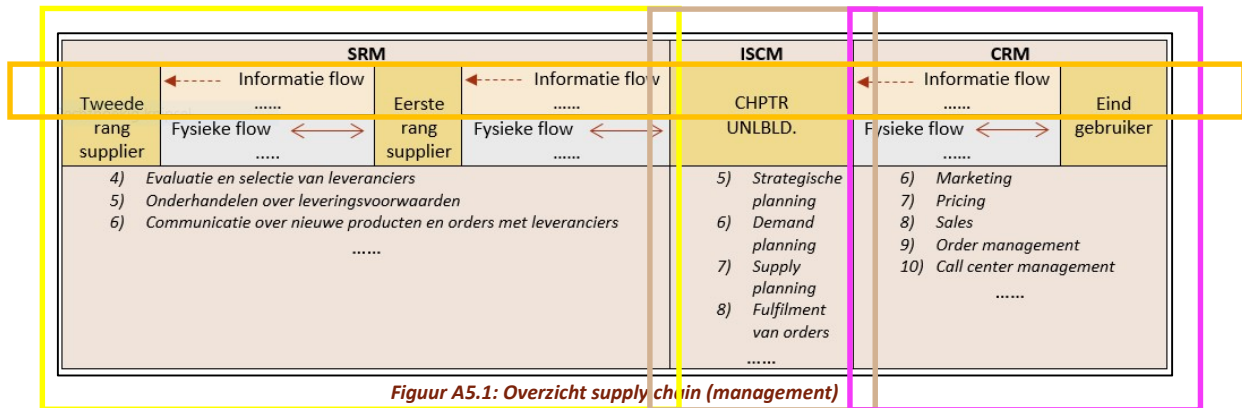 SRM
ISCM
CRM
Tweede
rang
supplier
Informatie flow
......
Fysieke flow
.....
Eerste
rang
supplier
Informatie flow
......
Fysieke flow
......
CHPTR
UNLBLD.
Informatie flow
......
Fysieke flow
......
Eind
gebruiker
4) Evaluatie en selectie van leveranciers
5) Onderhandelen over leveringsvoorwaarden
6) Communicatie over nieuwe producten en orders met leveranciers
......
5) Strategische
planning
6) Demand
planning
7) Supply
planning
8) Fulfilment
van orders
......
6) Marketing
7) Pricing
8) Sales
9) Order management
10) Call center management
......
Figuur A5.1: Overzicht supply chain (management)